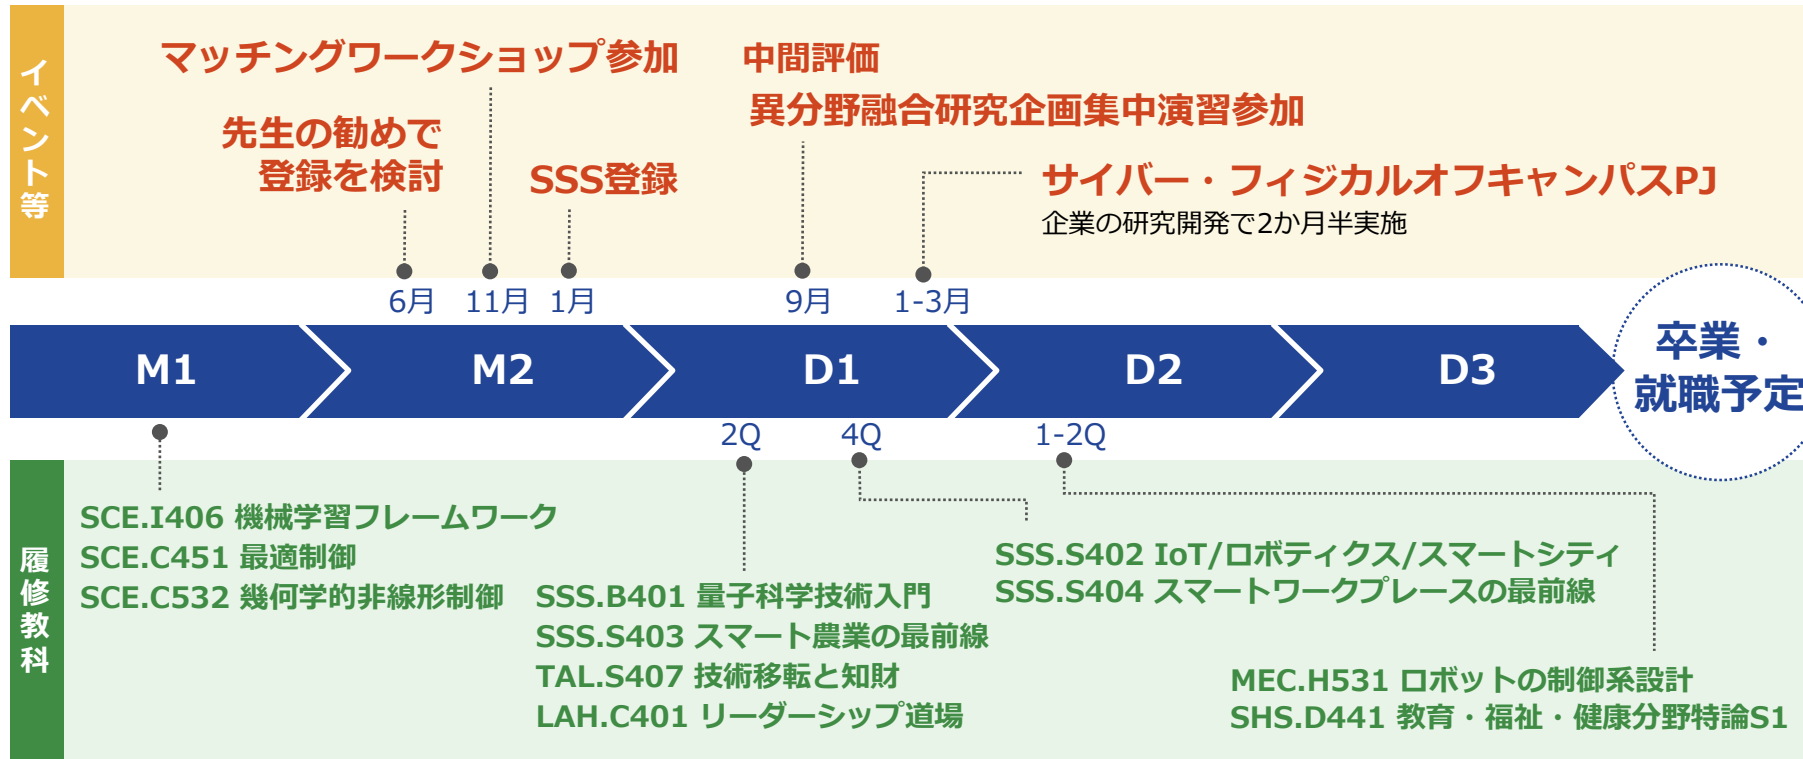 イベント等
マッチングワークショップ参加
先生の勧めで
登録を検討
SSS登録
中間評価
異分野融合研究企画集中演習参加
サイバー・フィジカルオフキャンパスPJ
企業の研究開発で2か月半実施
6月
11月
1月
9月
1-3月
M1
M2
D1
D2
D3
卒業・
就職予定
2Q
4Q
1-2Q
履修教科
SCE.I406 機械学習フレームワーク
SCE.C451 最適制御
SCE.C532 幾何学的非線形制御
SSS.B401 量子科学技術入門
SSS.S403 スマート農業の最前線
TAL.S407 技術移転と知財
LAH.C401 リーダーシップ道場
SSS.S402 IoT/ロボティクス/スマートシティ
SSS.S404 スマートワークプレースの最前線
MEC.H531 ロボットの制御系設計
SHS.D441 教育・福祉・健康分野特論S1